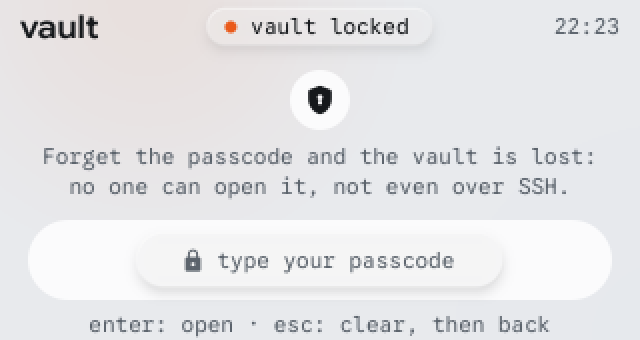 vault
vault locked
22:23
Forget the passcode and the vault is lost:
no one can open it, not even over SSH.
type your passcode
enter: open · esc: clear, then back